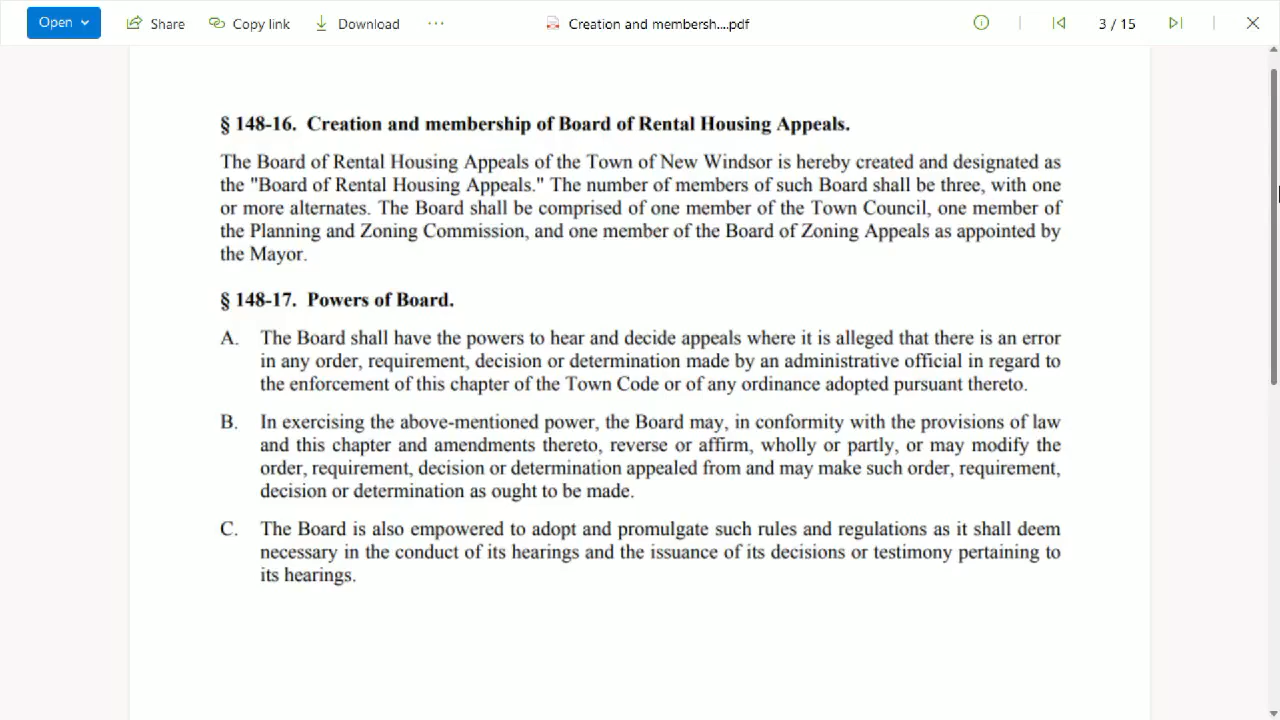 Open Share Copy link Download ··· Creation and membersh....pdf 3 / 15
§ 148-16. Creation and membership of Board of Rental Housing Appeals.
The Board of Rental Housing Appeals of the Town of New Windsor is hereby created and designated as
the "Board of Rental Housing Appeals." The number of members of such Board shall be three, with one
or more alternates. The Board shall be comprised of one member of the Town Council, one member of
the Planning and Zoning Commission, and one member of the Board of Zoning Appeals as appointed by
the Mayor.
§ 148-17. Powers of Board.
A. The Board shall have the powers to hear and decide appeals where it is alleged that there is an error
in any order, requirement, decision or determination made by an administrative official in regard to
the enforcement of this chapter of the Town Code or of any ordinance adopted pursuant thereto.
B. In exercising the above-mentioned power, the Board may, in conformity with the provisions of law
and this chapter and amendments thereto, reverse or affirm, wholly or partly, or may modify the
order, requirement, decision or determination appealed from and may make such order, requirement,
decision or determination as ought to be made.
C. The Board is also empowered to adopt and promulgate such rules and regulations as it shall deem
necessary in the conduct of its hearings and the issuance of its decisions or testimony pertaining to
its hearings.